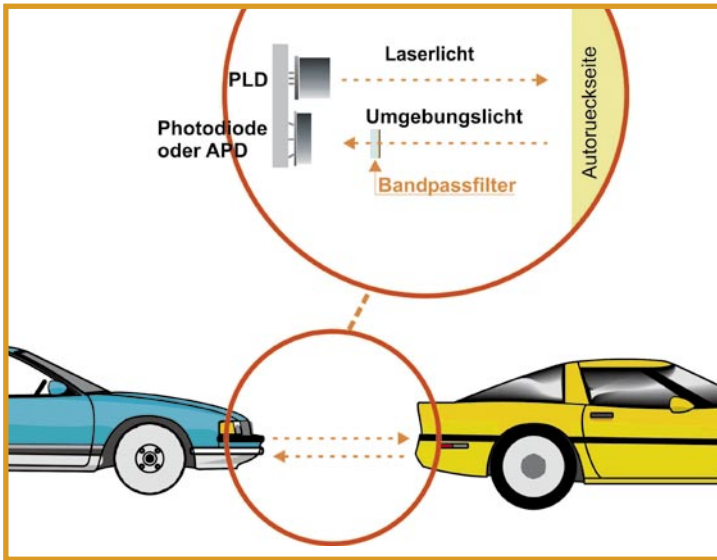 Laserlicht
PLD
Umgebungslicht
Photodiode
oder APD
Bandpassfilter
Autorueckseite